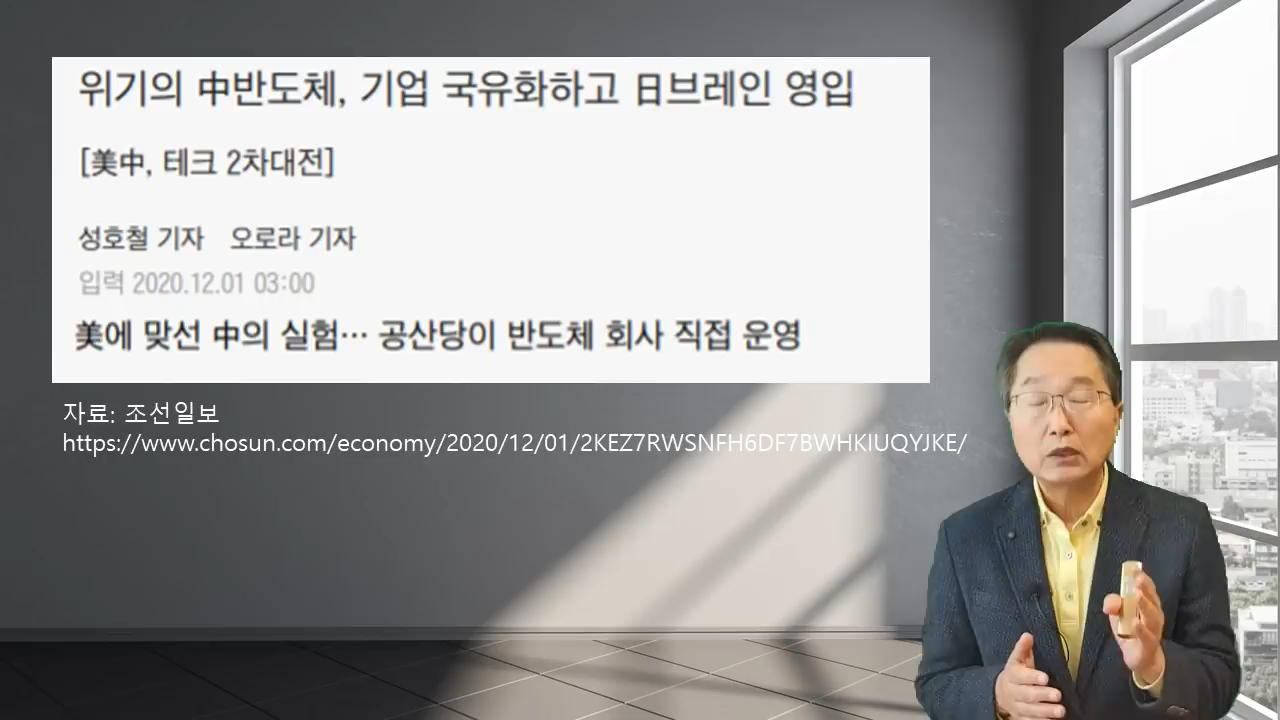 위기의 中반도체, 기업 국유화하고 日브레인 영입
[美中, 테크 2차대전]
성호철 기자 오로라 기자
입력 2020.12.01 03:00
美에 맞선 中의 실험… 공산당이 반도체 회사 직접 운영
자료: 조선일보
https://www.chosun.com/economy/2020/12/01/2KEZ7RWSNFH6DF7BWHKIUQYJKE/